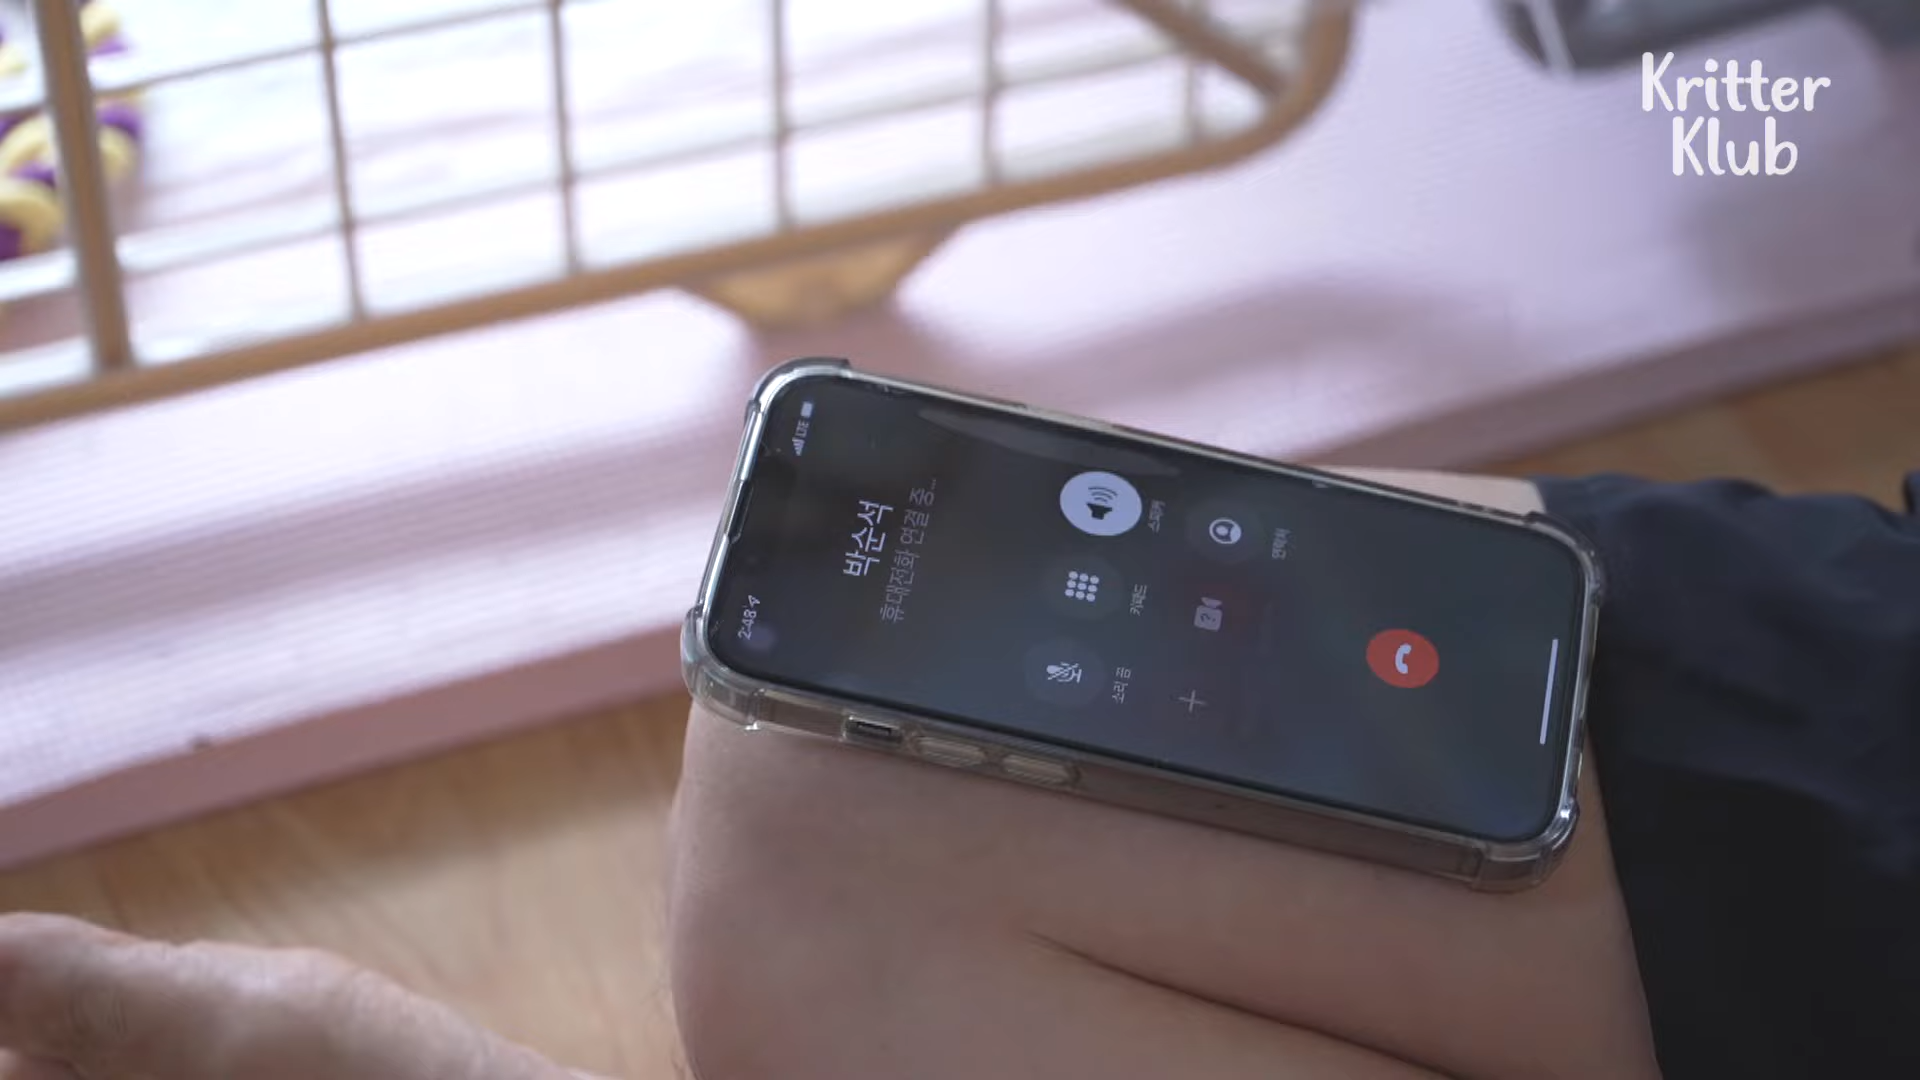 Kritter
Klub
2:48
LTE
박순석
휴대전화 연결 중...
소리 끔
키패드
스피커
연락처